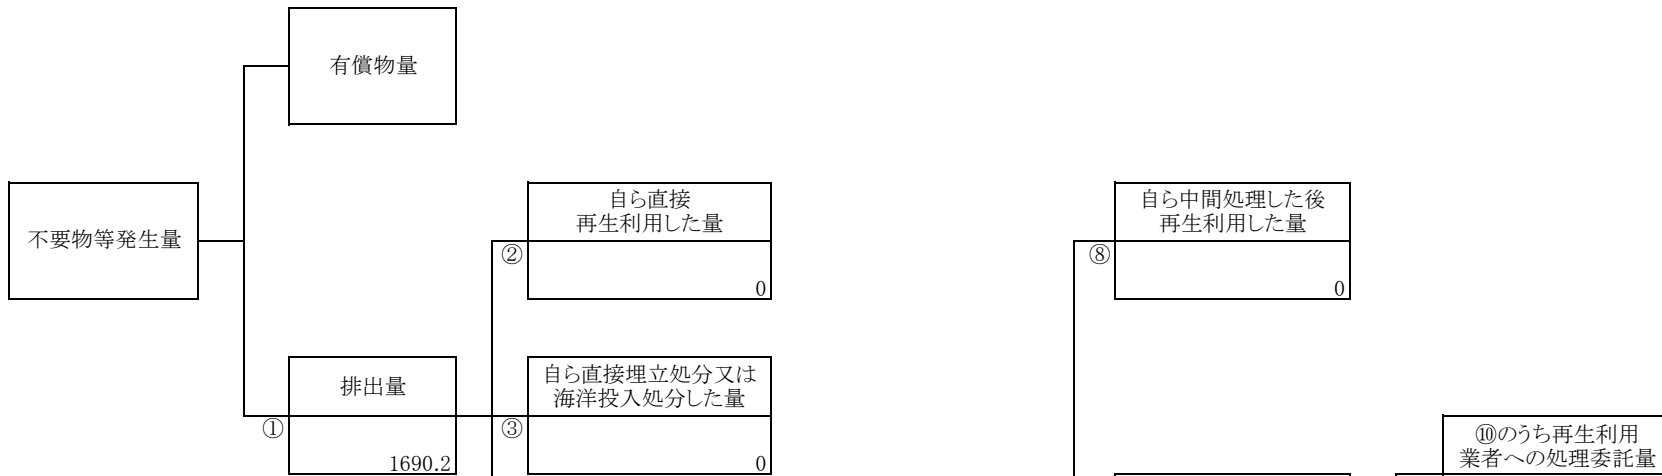 有償物量
不要物等発生量
自ら直接
再生利用した量
②
0
自ら中間処理した後
再生利用した量
⑧
0
排出量
①
1690.2
自ら直接埋立処分又は
海洋投入処分した量
③
0
⑩のうち再生利用
業者への処理委託量